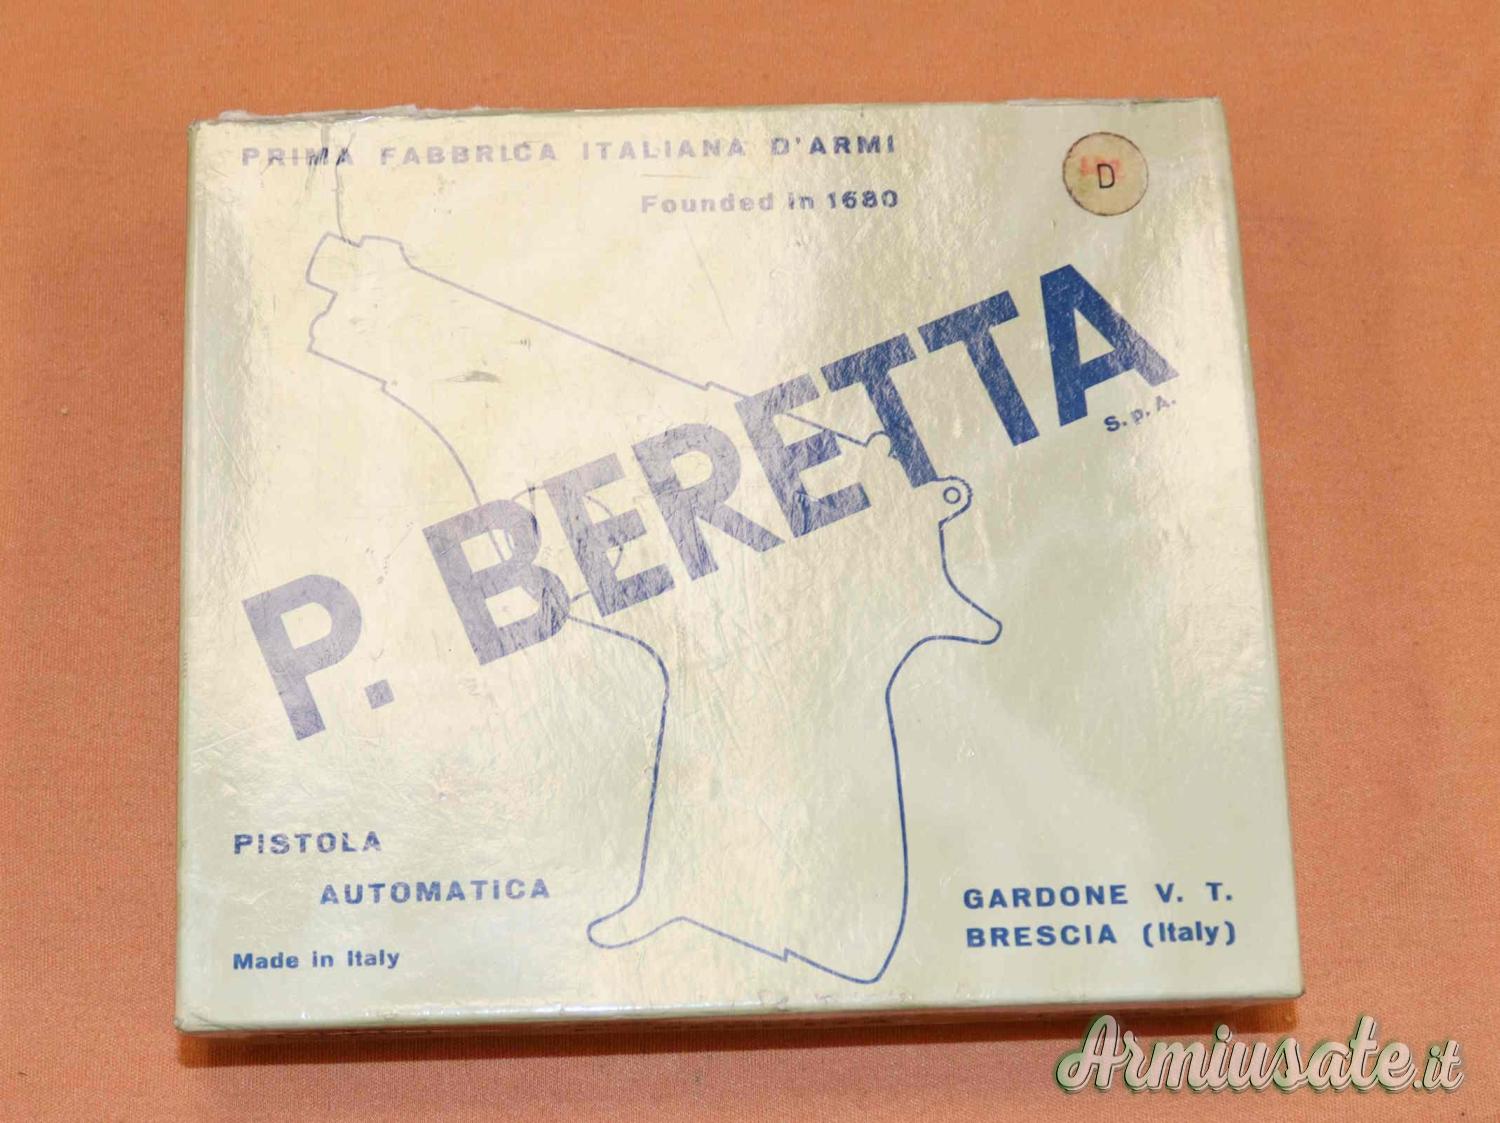 PRIMA FABBRICA ITALIANA D'ARMI
Founded in 1680
D
P. BERETTA
S.p.A.
PISTOLA
AUTOMATICA
Made in Italy
GARDONE V. T.
BRESCIA (Italy)
Armiusate.it